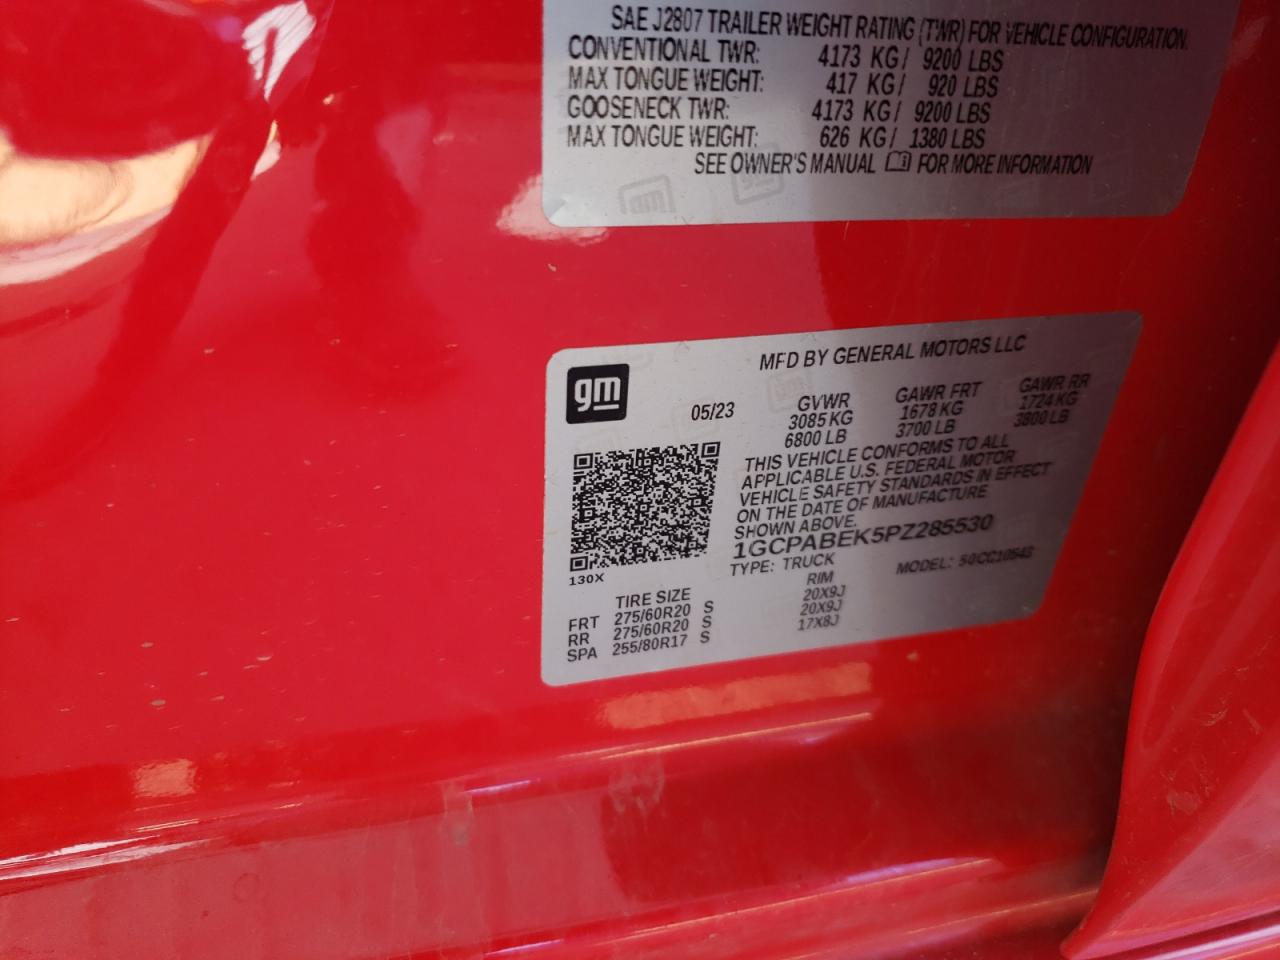 SAE J2807 TRAILER WEIGHT RATING (TWR) FOR VEHICLE CONFIGURATION.
CONVENTIONAL TWR: 4173 KG / 9200 LBS
MAX TONGUE WEIGHT: 417 KG / 920 LBS
GOOSENECK TWR: 4173 KG / 9200 LBS
MAX TONGUE WEIGHT: 626 KG / 1380 LBS
SEE OWNER'S MANUAL FOR MORE INFORMATION
gm
gm
MFD BY GENERAL MOTORS LLC
gm
05/23
GVWR GAWR FRT GAWR RR
3085 KG 1678 KG 1724 KG
6800 LB 3700 LB 3800 LB
THIS VEHICLE CONFORMS TO ALL
APPLICABLE U.S. FEDERAL MOTOR
VEHICLE SAFETY STANDARDS IN EFFECT
ON THE DATE OF MANUFACTURE
SHOWN ABOVE.
1GCPABEK5PZ285530
TYPE: TRUCK MODEL:
130X
TIRE SIZE RIM
FRT 275/60R20 S 20X9J
RR 275/60R20 S 20X9J
SPA 255/80R17 S 17X8J